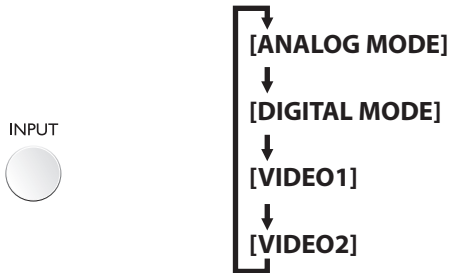 [ANALOG MODE]
[DIGITAL MODE]
INPUT
[VIDEO1]
[VIDEO2]